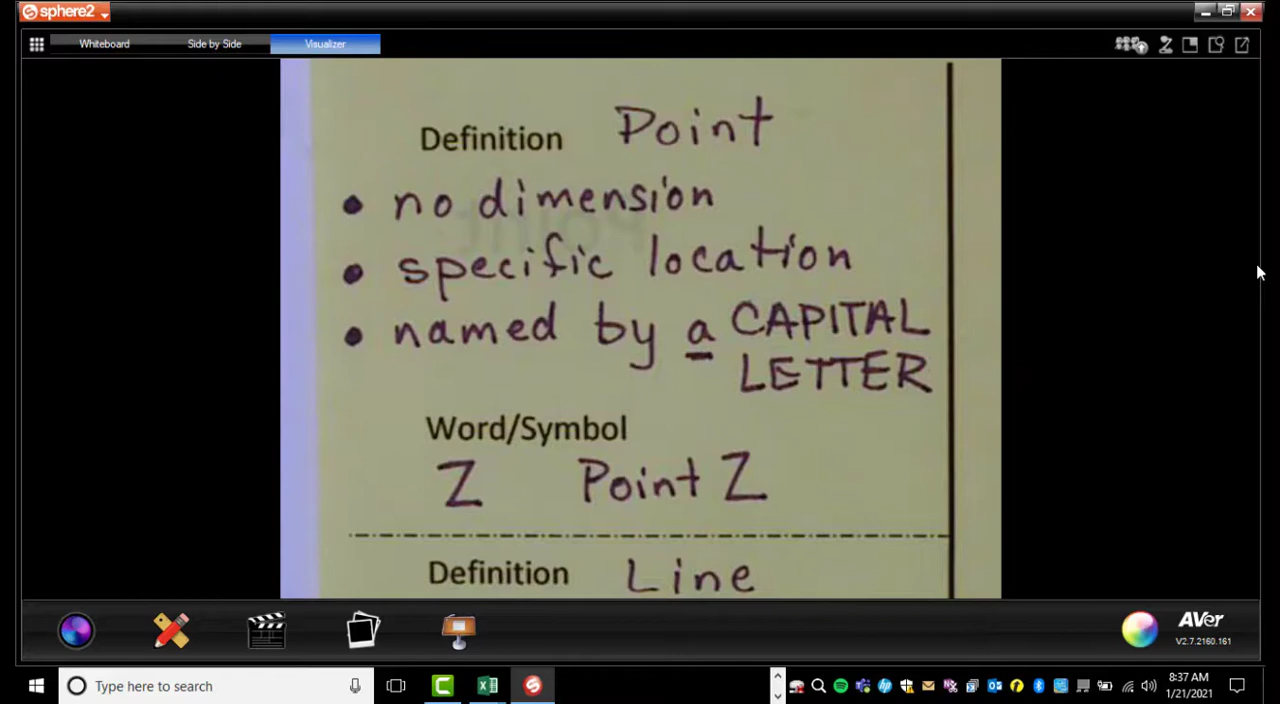 sphere2
Whiteboard
Side by Side
Visualizer
Definition Point
• no dimension
• specific location
• named by a CAPITAL
LETTER
Word/Symbol
Z Point Z
Definition Line
AVer
V2.7.2160.161
Type here to search
8:37 AM
1/21/2021